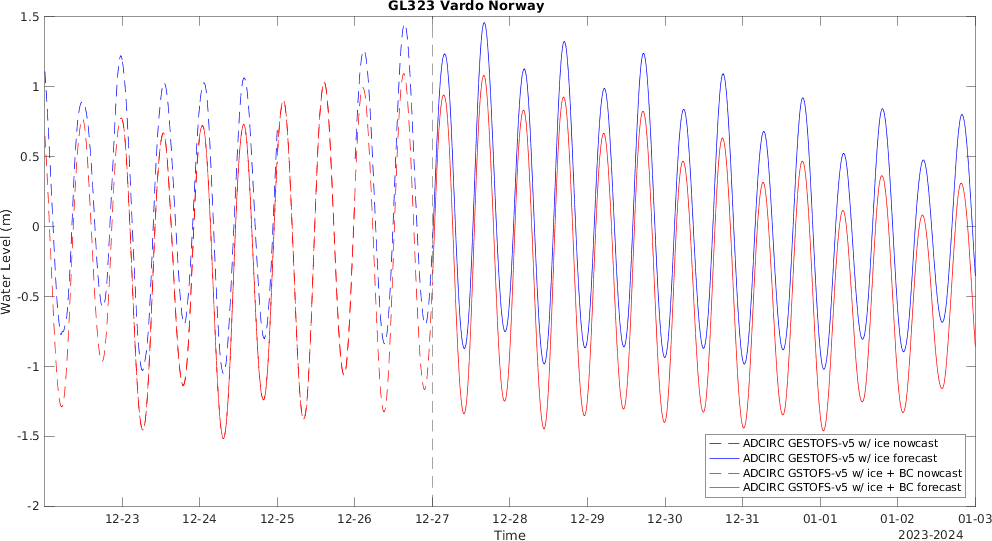 GL323 Vardo Norway
1.5
1
0.5
0
-0.5
-1
-1.5
-2
Water Level (m)
ADCIRC GESTOFS-v5 w/ ice nowcast
ADCIRC GESTOFS-v5 w/ ice forecast
ADCIRC GSTOFS-v5 w/ ice + BC nowcast
ADCIRC GSTOFS-v5 w/ ice + BC forecast
12-23 12-24 12-25 12-26 12-27 12-28 12-29 12-30 12-31 01-01 01-02 01-03
Time
2023-2024